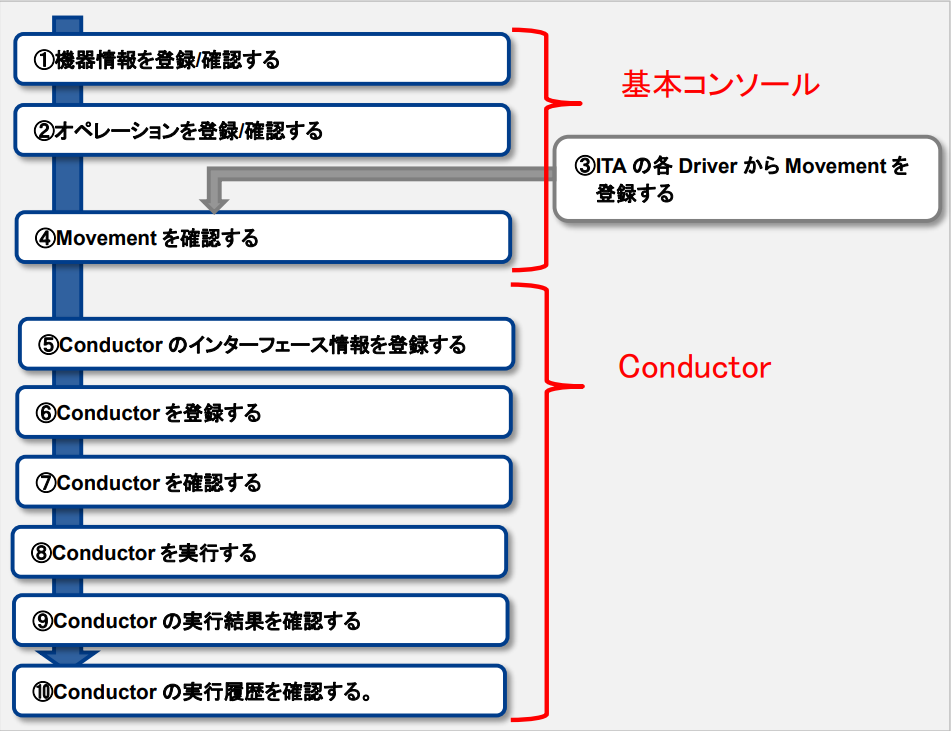 ①機器情報を登録/確認する
基本コンソール
②オペレーションを登録/確認する
③ITA の各 Driver から Movement を
登録する
④Movement を確認する
⑤Conductor のインターフェース情報を登録する
Conductor
⑥Conductor を登録する
⑦Conductor を確認する
⑧Conductor を実行する
⑨Conductor の実行結果を確認する
⑩Conductor の実行履歴を確認する。